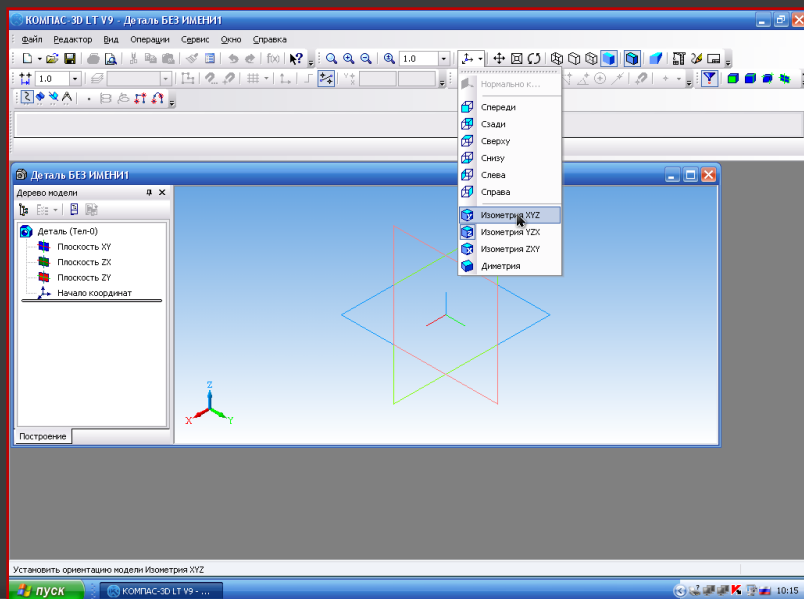 КОМПАС-3D LT V9 - Деталь БЕЗ ИМЕНИ1
Файл Редактор Вид Операции Сервис Окно Справка
1.0
1.0
Нормально к...
Спереди
Сзади
Сверху
Снизу
Слева
Справа
Изометрия XYZ
Изометрия YZX
Изометрия ZXY
Диметрия
Деталь БЕЗ ИМЕНИ1
Дерево модели
Деталь (Тел-0)
Плоскость XY
Плоскость ZX
Плоскость ZY
Начало координат
Z
X Y
Построение
Установить ориентацию модели Изометрия XYZ
пуск КОМПАС-3D LT V9 - ... 10:15